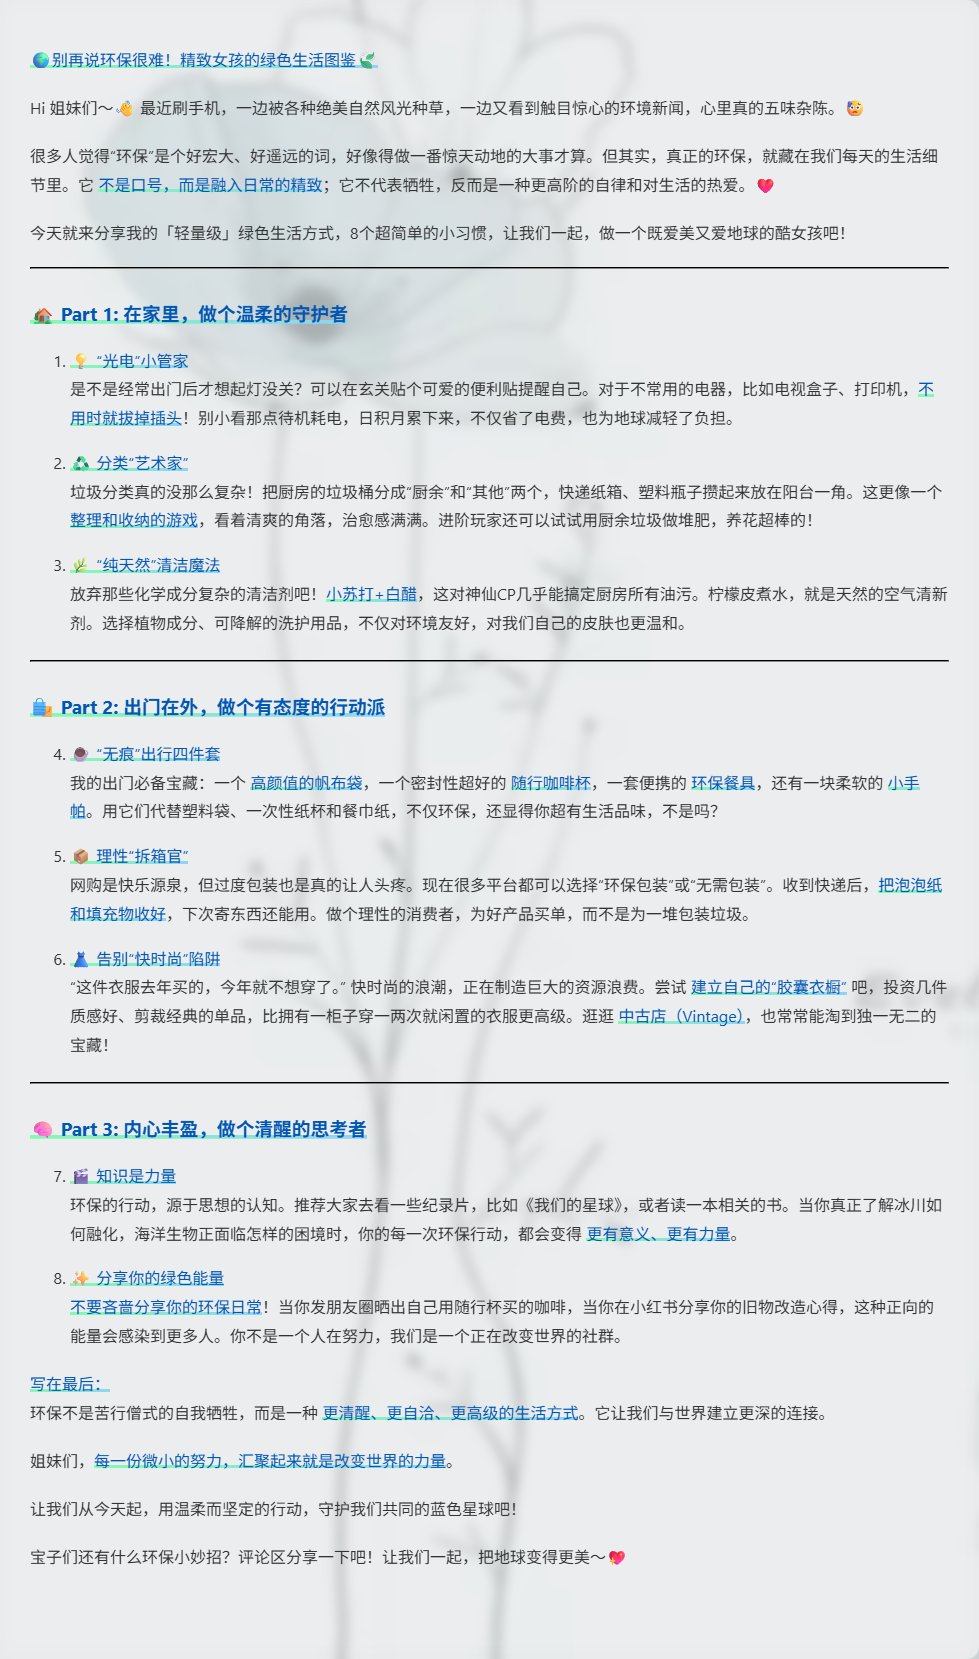 🌍别再说环保很难！精致女孩的绿色生活图鉴🍃
Hi 姐妹们～👋 最近刷手机，一边被各种绝美自然风光种草，一边又看到触目惊心的环境新闻，心里真的五味杂陈。😳
很多人觉得“环保”是个好宏大、好遥远的词，好像得做一番惊天动地的大事才算。但其实，真正的环保，就藏在我们每天的生活细
节里。它 不是口号，而是融入日常的精致；它不代表牺牲，反而是一种更高阶的自律和对生活的热爱。❤️
今天就来分享我的「轻量级」绿色生活方式，8个超简单的小习惯，让我们一起，做一个既爱美又爱地球的酷女孩吧！
🏠 Part 1: 在家里，做个温柔的守护者
1. 💡 “光电”小管家
是不是经常出门后才想起灯没关？可以在玄关贴个可爱的便利贴提醒自己。对于不常用的电器，比如电视盒子、打印机，不
用时就拔掉插头！别小看那点待机耗电，日积月累下来，不仅省了电费，也为地球减轻了负担。
2. ♻️ 分类“艺术家”
垃圾分类真的没那么复杂！把厨房的垃圾桶分成“厨余”和“其他”两个，快递纸箱、塑料瓶子攒起来放在阳台一角。这更像一个
整理和收纳的游戏，看着清爽的角落，治愈感满满。进阶玩家还可以试试用厨余垃圾做堆肥，养花超棒的！
3. 🌿 “纯天然”清洁魔法
放弃那些化学成分复杂的清洁剂吧！小苏打+白醋，这对神仙CP几乎能搞定厨房所有油污。柠檬皮煮水，就是天然的空气清新
剂。选择植物成分、可降解的洗护用品，不仅对环境友好，对我们自己的皮肤也更温和。
🛍️ Part 2: 出门在外，做个有态度的行动派
4. ☕ “无痕”出行四件套
我的出门必备宝藏：一个 高颜值的帆布袋，一个密封性超好的 随行咖啡杯，一套便携的 环保餐具，还有一块柔软的 小手
帕。用它们代替塑料袋、一次性纸杯和餐巾纸，不仅环保，还显得你超有生活品味，不是吗？
5. 📦 理性“拆箱官”
网购是快乐源泉，但过度包装也是真的让人头疼。现在很多平台都可以选择“环保包装”或“无需包装”。收到快递后，把泡泡纸
和填充物收好，下次寄东西还能用。做个理性的消费者，为好产品买单，而不是为一堆包装垃圾。
6. 👗 告别“快时尚”陷阱
“这件衣服去年买的，今年就不想穿了。” 快时尚的浪潮，正在制造巨大的资源浪费。尝试 建立自己的“胶囊衣橱” 吧，投资几件
质感好、剪裁经典的单品，比拥有一柜子穿一两次就闲置的衣服更高级。逛逛 中古店（Vintage），也常常能淘到独一无二的
宝藏！
🧠 Part 3: 内心丰盈，做个清醒的思考者
7. 🎬 知识是力量
环保的行动，源于思想的认知。推荐大家去看一些纪录片，比如《我们的星球》，或者读一本相关的书。当你真正了解冰川如
何融化，海洋生物正面临怎样的困境时，你的每一次环保行动，都会变得 更有意义、更有力量。
8. ✨ 分享你的绿色能量
不要吝啬分享你的环保日常！当你发朋友圈晒出自己用随行杯买的咖啡，当你在小红书分享你的旧物改造心得，这种正向的
能量会感染到更多人。你不是一个人在努力，我们是一个正在改变世界的社群。
写在最后：
环保不是苦行僧式的自我牺牲，而是一种 更清醒、更自洽、更高级的生活方式。它让我们与世界建立更深的连接。
姐妹们，每一份微小的努力，汇聚起来就是改变世界的力量。
让我们从今天起，用温柔而坚定的行动，守护我们共同的蓝色星球吧！
宝子们还有什么环保小妙招？评论区分享一下吧！让我们一起，把地球变得更美～💖